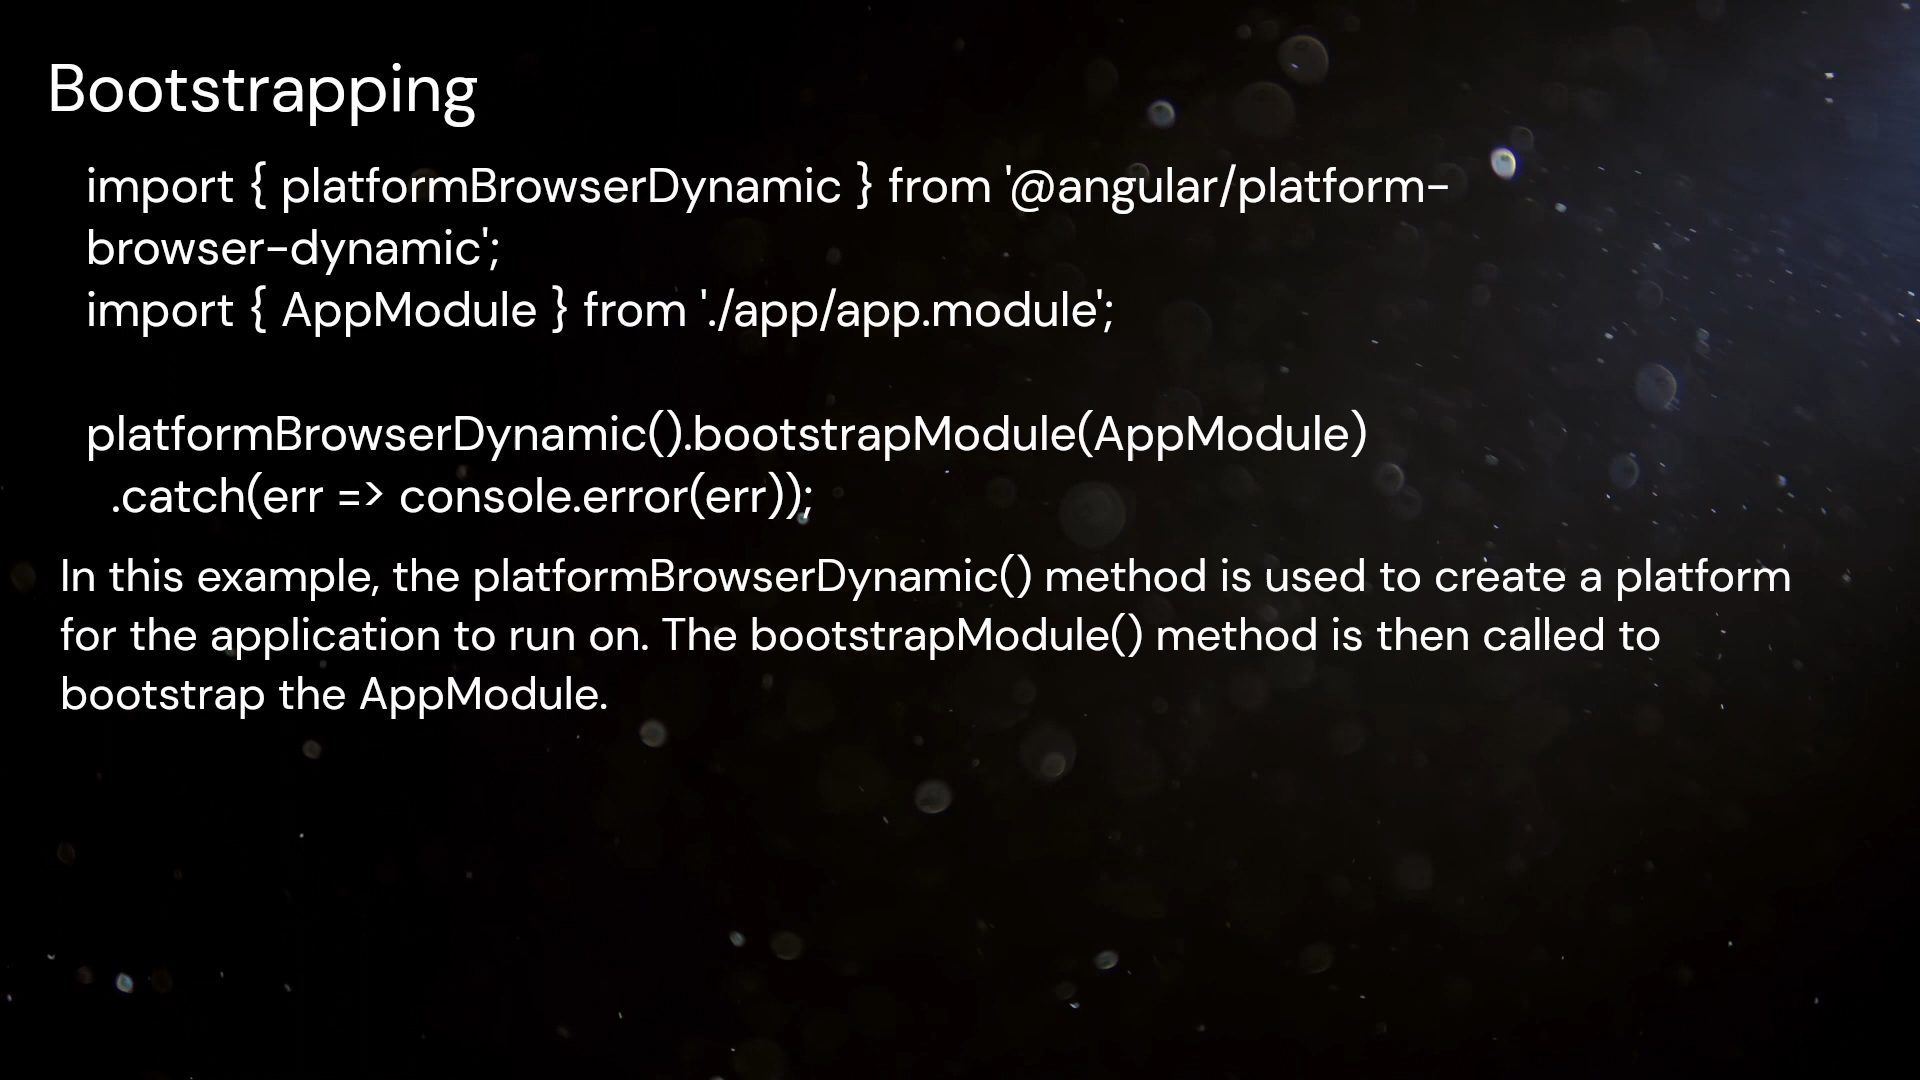 Bootstrapping
import { platformBrowserDynamic } from '@angular/platform-
browser-dynamic';
import { AppModule } from './app/app.module';
platformBrowserDynamic().bootstrapModule(AppModule)
.catch(err => console.error(err));
In this example, the platformBrowserDynamic() method is used to create a platform
for the application to run on. The bootstrapModule() method is then called to
bootstrap the AppModule.